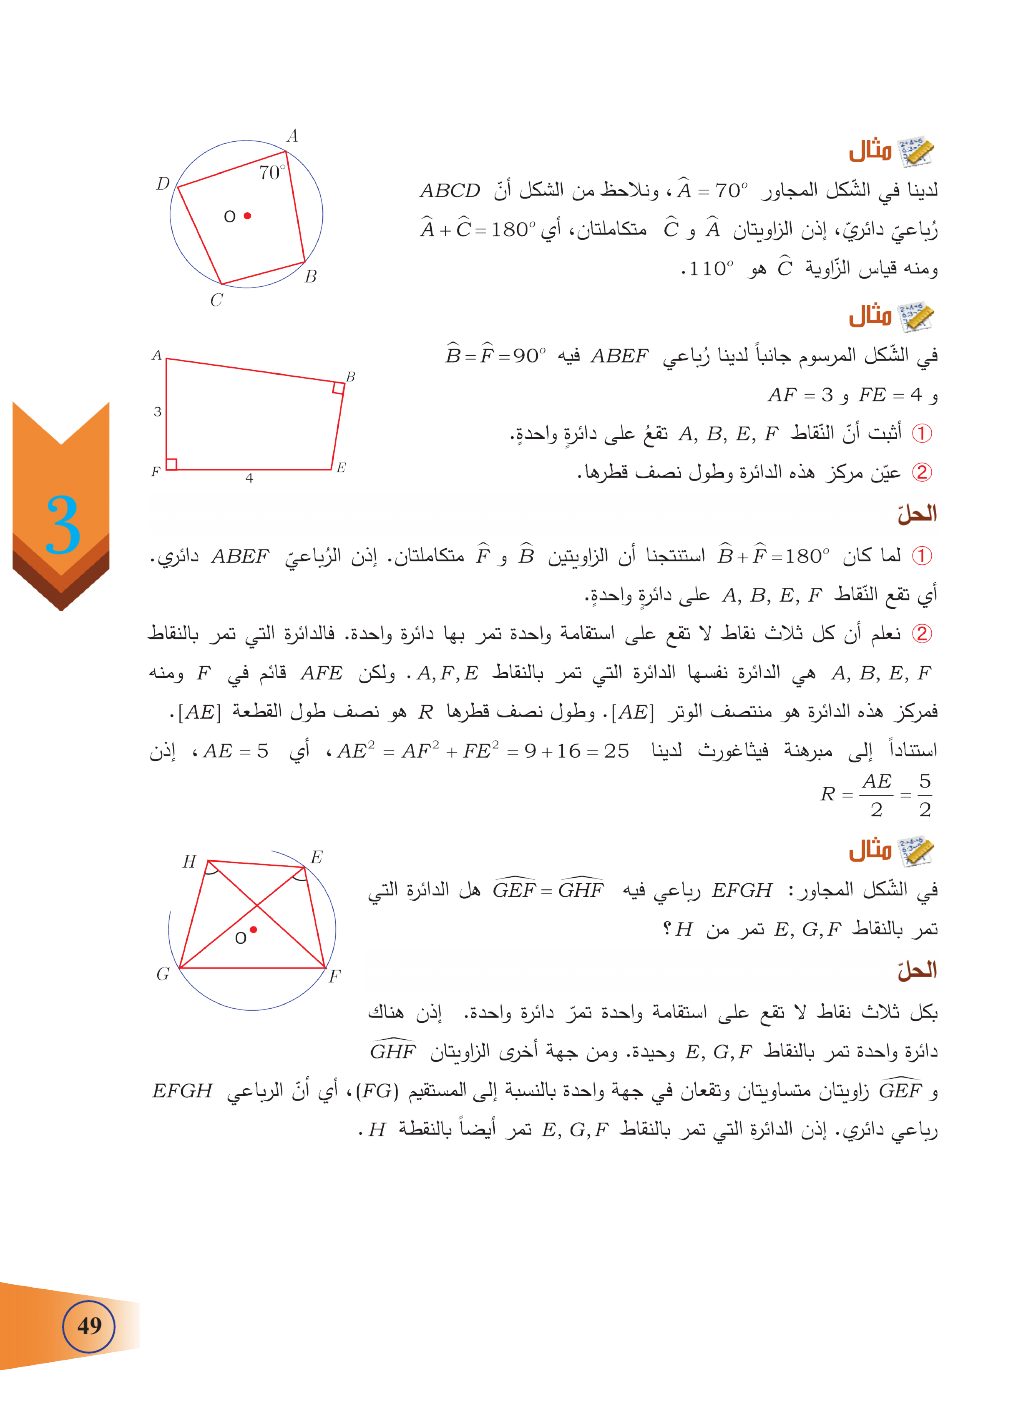 مثال
لدينا في الشّكل المجاور Â = 70°، ونلاحظ من الشكل أنّ ABCD
رُباعيّ دائريّ، إذن الزاويتان Â و Ĉ متكاملتان، أي Â + Ĉ = 180°
ومنه قياس الزّاوية Ĉ هو 110°.
A
70°
D
O
B
C
مثال
في الشّكل المرسوم جانباً لدينا رُباعي ABEF فيه B̂ = F̂ = 90°
و FE = 4 و AF = 3
① أثبت أنّ النّقاط A, B, E, F تقعُ على دائرةٍ واحدةٍ.
② عيّن مركز هذه الدائرة وطول نصف قطرها.
A
B
3
F
4
E
3
الحلّ
① لما كان B̂ + F̂ = 180° استنتجنا أن الزاويتين B̂ و F̂ متكاملتان. إذن الرُباعيّ ABEF دائري.
أي تقع النّقاط A, B, E, F على دائرةٍ واحدةٍ.
② نعلم أن كل ثلاث نقاط لا تقع على استقامة واحدة تمر بها دائرة واحدة. فالدائرة التي تمر بالنقاط
A, B, E, F هي الدائرة نفسها الدائرة التي تمر بالنقاط A, F, E. ولكن AFE قائم في F ومنه
فمركز هذه الدائرة هو منتصف الوتر [AE]. وطول نصف قطرها R هو نصف طول القطعة [AE].
استناداً إلى مبرهنة فيثاغورث لدينا AE² = AF² + FE² = 9 + 16 = 25، أي AE = 5، إذن
R = AE/2 = 5/2
مثال
في الشّكل المجاور: EFGH رباعي فيه GEF̂ = GHF̂ هل الدائرة التي
تمر بالنقاط E, G, F تمر من H؟
H
E
O
G
F
الحلّ
بكل ثلاث نقاط لا تقع على استقامة واحدة تمرّ دائرة واحدة. إذن هناك
دائرة واحدة تمر بالنقاط E, G, F وحيدة. ومن جهة أخرى الزاويتان GHF̂
و GEF̂ زاويتان متساويتان وتقعان في جهة واحدة بالنسبة إلى المستقيم (FG)، أي أنّ الرباعي EFGH
رباعي دائري. إذن الدائرة التي تمر بالنقاط E, G, F تمر أيضاً بالنقطة H.
49